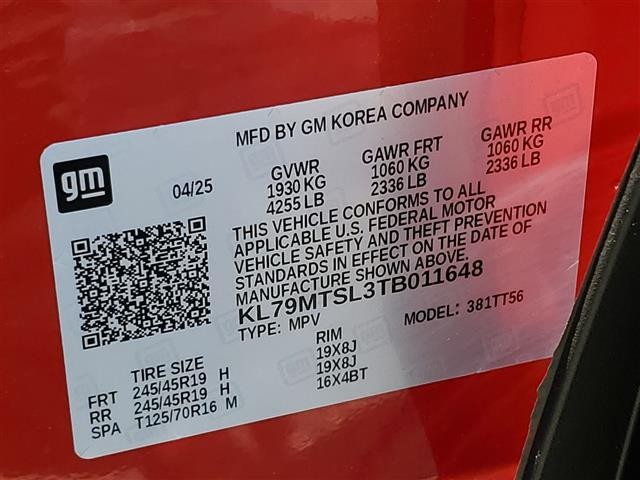 MFD BY GM KOREA COMPANY
gm
04/25
GVWR GAWR FRT GAWR RR
1930 KG 1060 KG 1060 KG
4255 LB 2336 LB 2336 LB
THIS VEHICLE CONFORMS TO ALL
APPLICABLE U.S. FEDERAL MOTOR
VEHICLE SAFETY AND THEFT PREVENTION
STANDARDS IN EFFECT ON THE DATE OF
MANUFACTURE SHOWN ABOVE.
KL79MTSL3TB011648
TYPE: MPV MODEL: 381TT56
TIRE SIZE RIM
FRT 245/45R19 H 19X8J
RR 245/45R19 H 19X8J
SPA T125/70R16 M 16X4BT